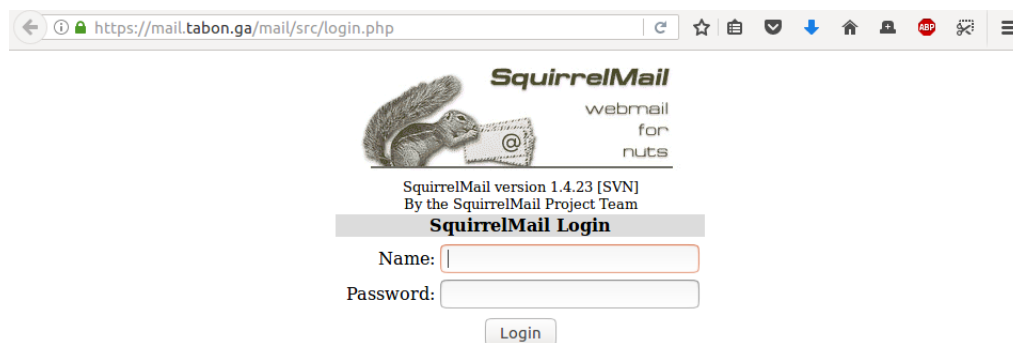 https://mail.tabon.ga/mail/src/login.php
ABP
SquirrelMail
webmail
for
nuts
@
SquirrelMail version 1.4.23 [SVN]
By the SquirrelMail Project Team
SquirrelMail Login
Name:
Password:
Login